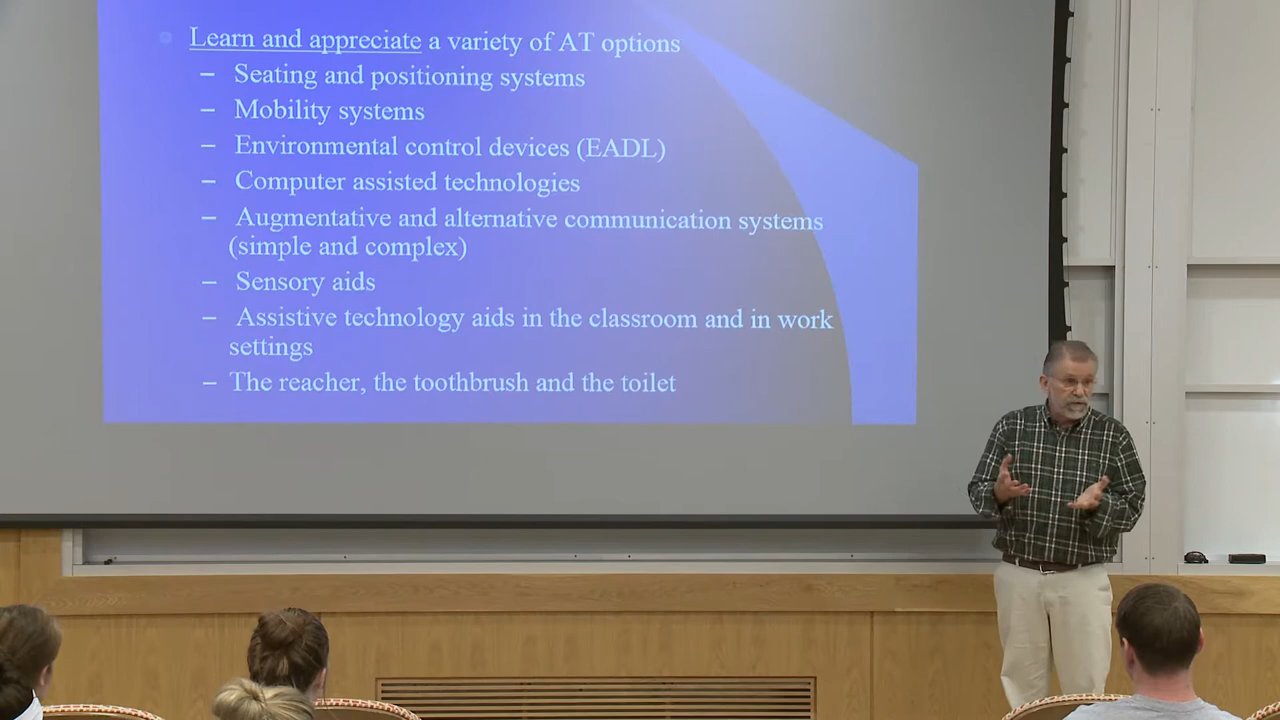 Learn and appreciate a variety of AT options
– Seating and positioning systems
– Mobility systems
– Environmental control devices (EADL)
– Computer assisted technologies
– Augmentative and alternative communication systems
(simple and complex)
– Sensory aids
– Assistive technology aids in the classroom and in work
settings
– The reacher, the toothbrush and the toilet